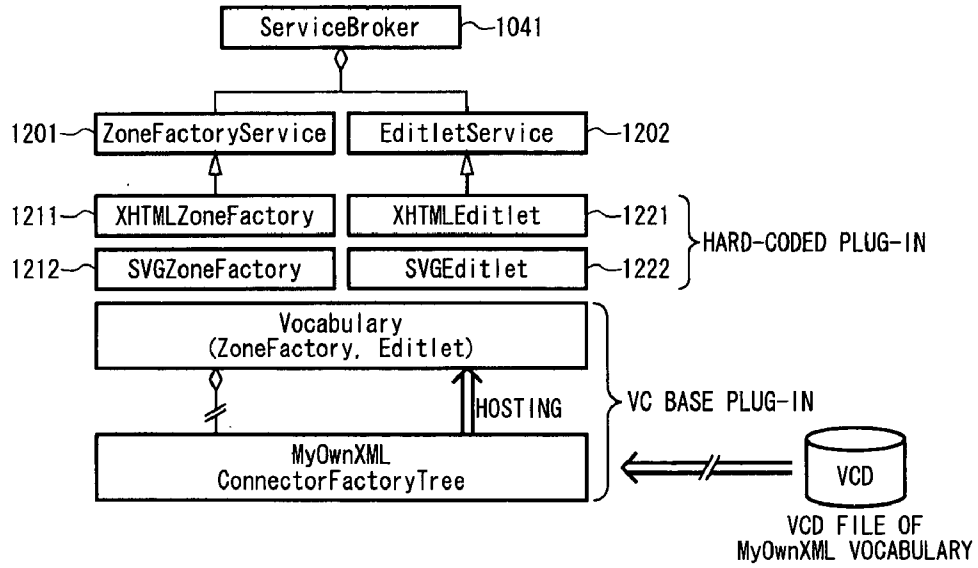 ServiceBroker 1041
1201 ZoneFactoryService EditletService 1202
1211 XHTMLZoneFactory XHTMLEditlet 1221
HARD-CODED PLUG-IN
1212 SVGZoneFactory SVGEditlet 1222
Vocabulary
(ZoneFactory, Editlet)
HOSTING
VC BASE PLUG-IN
MyOwnXML
ConnectorFactoryTree
VCD
VCD FILE OF
MyOwnXML VOCABULARY